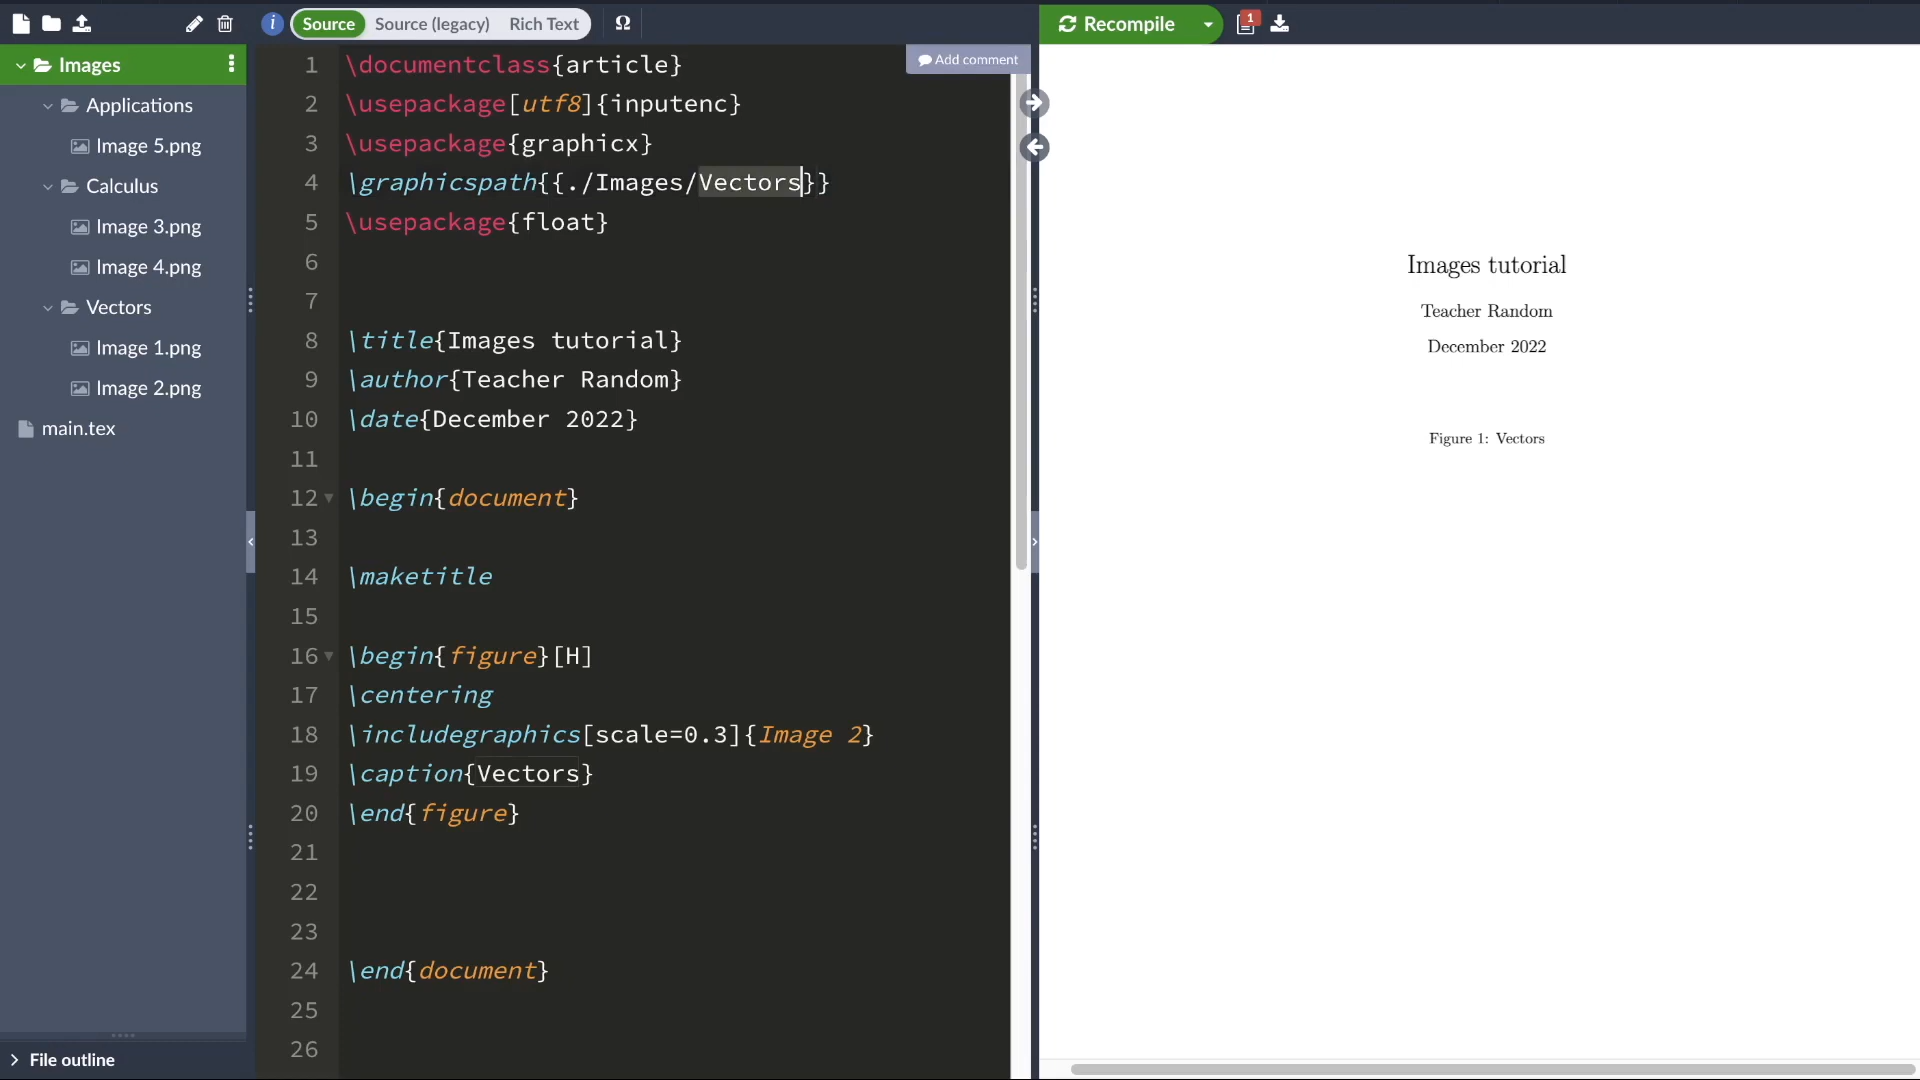 i
Source
Source (legacy)
Rich Text
Ω
Recompile
1
Images
Applications
Image 5.png
Calculus
Image 3.png
Image 4.png
Vectors
Image 1.png
Image 2.png
main.tex
File outline
Add comment
1 \documentclass{article}
2 \usepackage[utf8]{inputenc}
3 \usepackage{graphicx}
4 \graphicspath{{./Images/Vectors}}
5 \usepackage{float}
6
7
8 \title{Images tutorial}
9 \author{Teacher Random}
10 \date{December 2022}
11
12 \begin{document}
13
14 \maketitle
15
16 \begin{figure}[H]
17 \centering
18 \includegraphics[scale=0.3]{Image 2}
19 \caption{Vectors}
20 \end{figure}
21
22
23
24 \end{document}
25
26
Images tutorial
Teacher Random
December 2022
Figure 1: Vectors